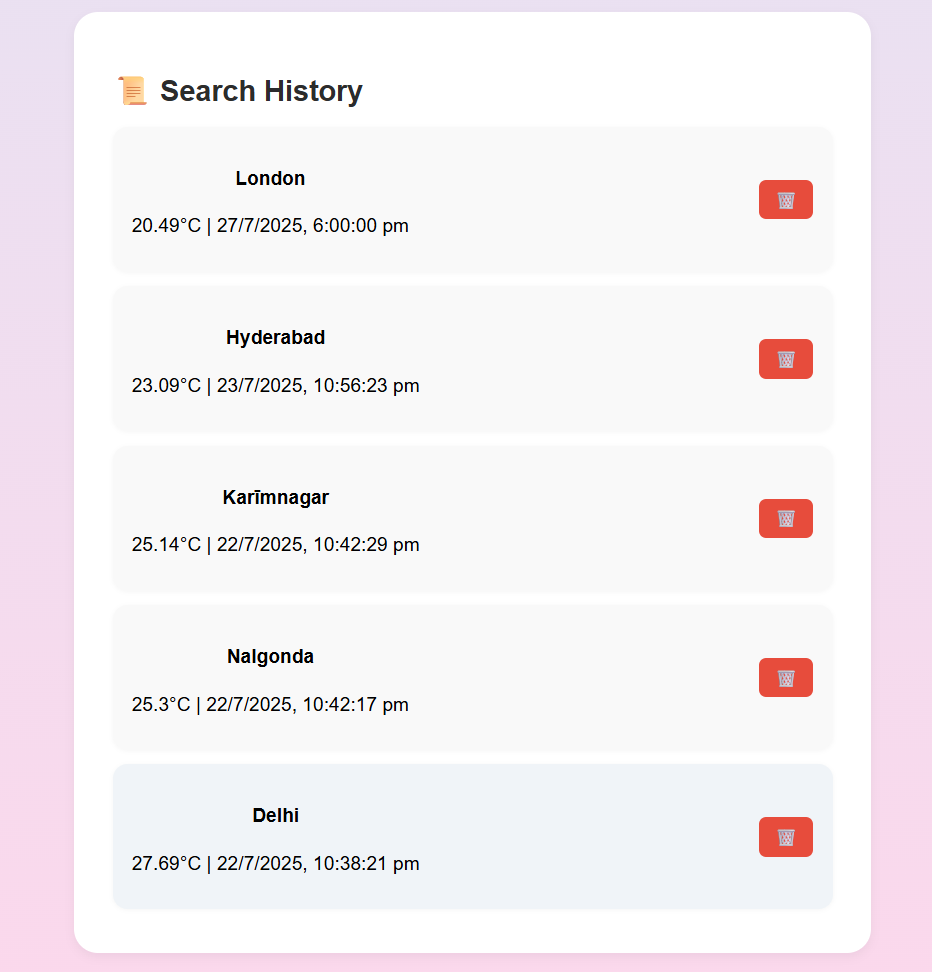 Search History
London
20.49°C | 27/7/2025, 6:00:00 pm
Hyderabad
23.09°C | 23/7/2025, 10:56:23 pm
Karīmnagar
25.14°C | 22/7/2025, 10:42:29 pm
Nalgonda
25.3°C | 22/7/2025, 10:42:17 pm
Delhi
27.69°C | 22/7/2025, 10:38:21 pm